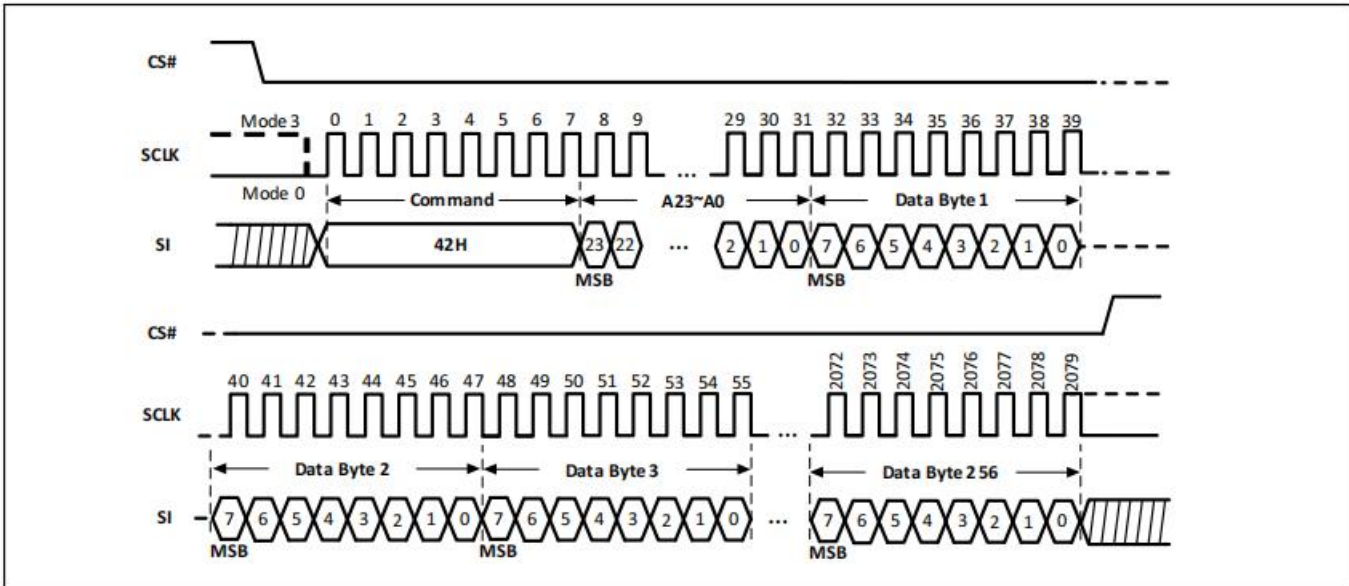 CS#
Mode 3 0 1 2 3 4 5 6 7 8 9 29 30 31 32 33 34 35 36 37 38 39
SCLK ...
Mode 0 Command A23~A0 Data Byte 1
SI 42H 23 22 ... 2 1 0 7 6 5 4 3 2 1 0
MSB MSB
CS#
40 41 42 43 44 45 46 47 48 49 50 51 52 53 54 55 2072 2073 2074 2075 2076 2077 2078 2079
SCLK ...
Data Byte 2 Data Byte 3 Data Byte 256
SI 7 6 5 4 3 2 1 0 7 6 5 4 3 2 1 0 ... 7 6 5 4 3 2 1 0
MSB MSB MSB